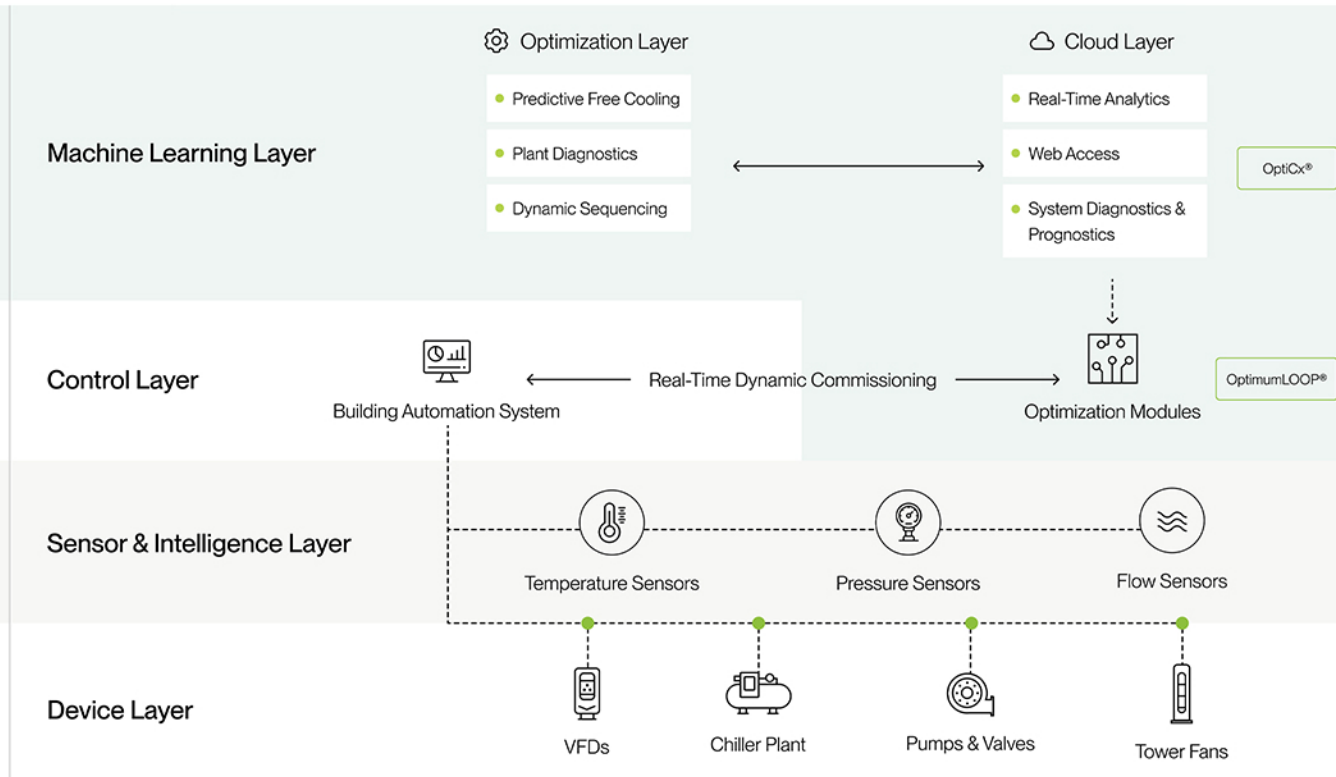 Optimization Layer
Cloud Layer
Machine Learning Layer
Predictive Free Cooling
Plant Diagnostics
Dynamic Sequencing
Real-Time Analytics
Web Access
System Diagnostics &
Prognostics
OptiCx®
Control Layer
Building Automation System
Real-Time Dynamic Commissioning
Optimization Modules
OptimumLOOP®
Sensor & Intelligence Layer
Temperature Sensors
Pressure Sensors
Flow Sensors
Device Layer
VFDs
Chiller Plant
Pumps & Valves
Tower Fans